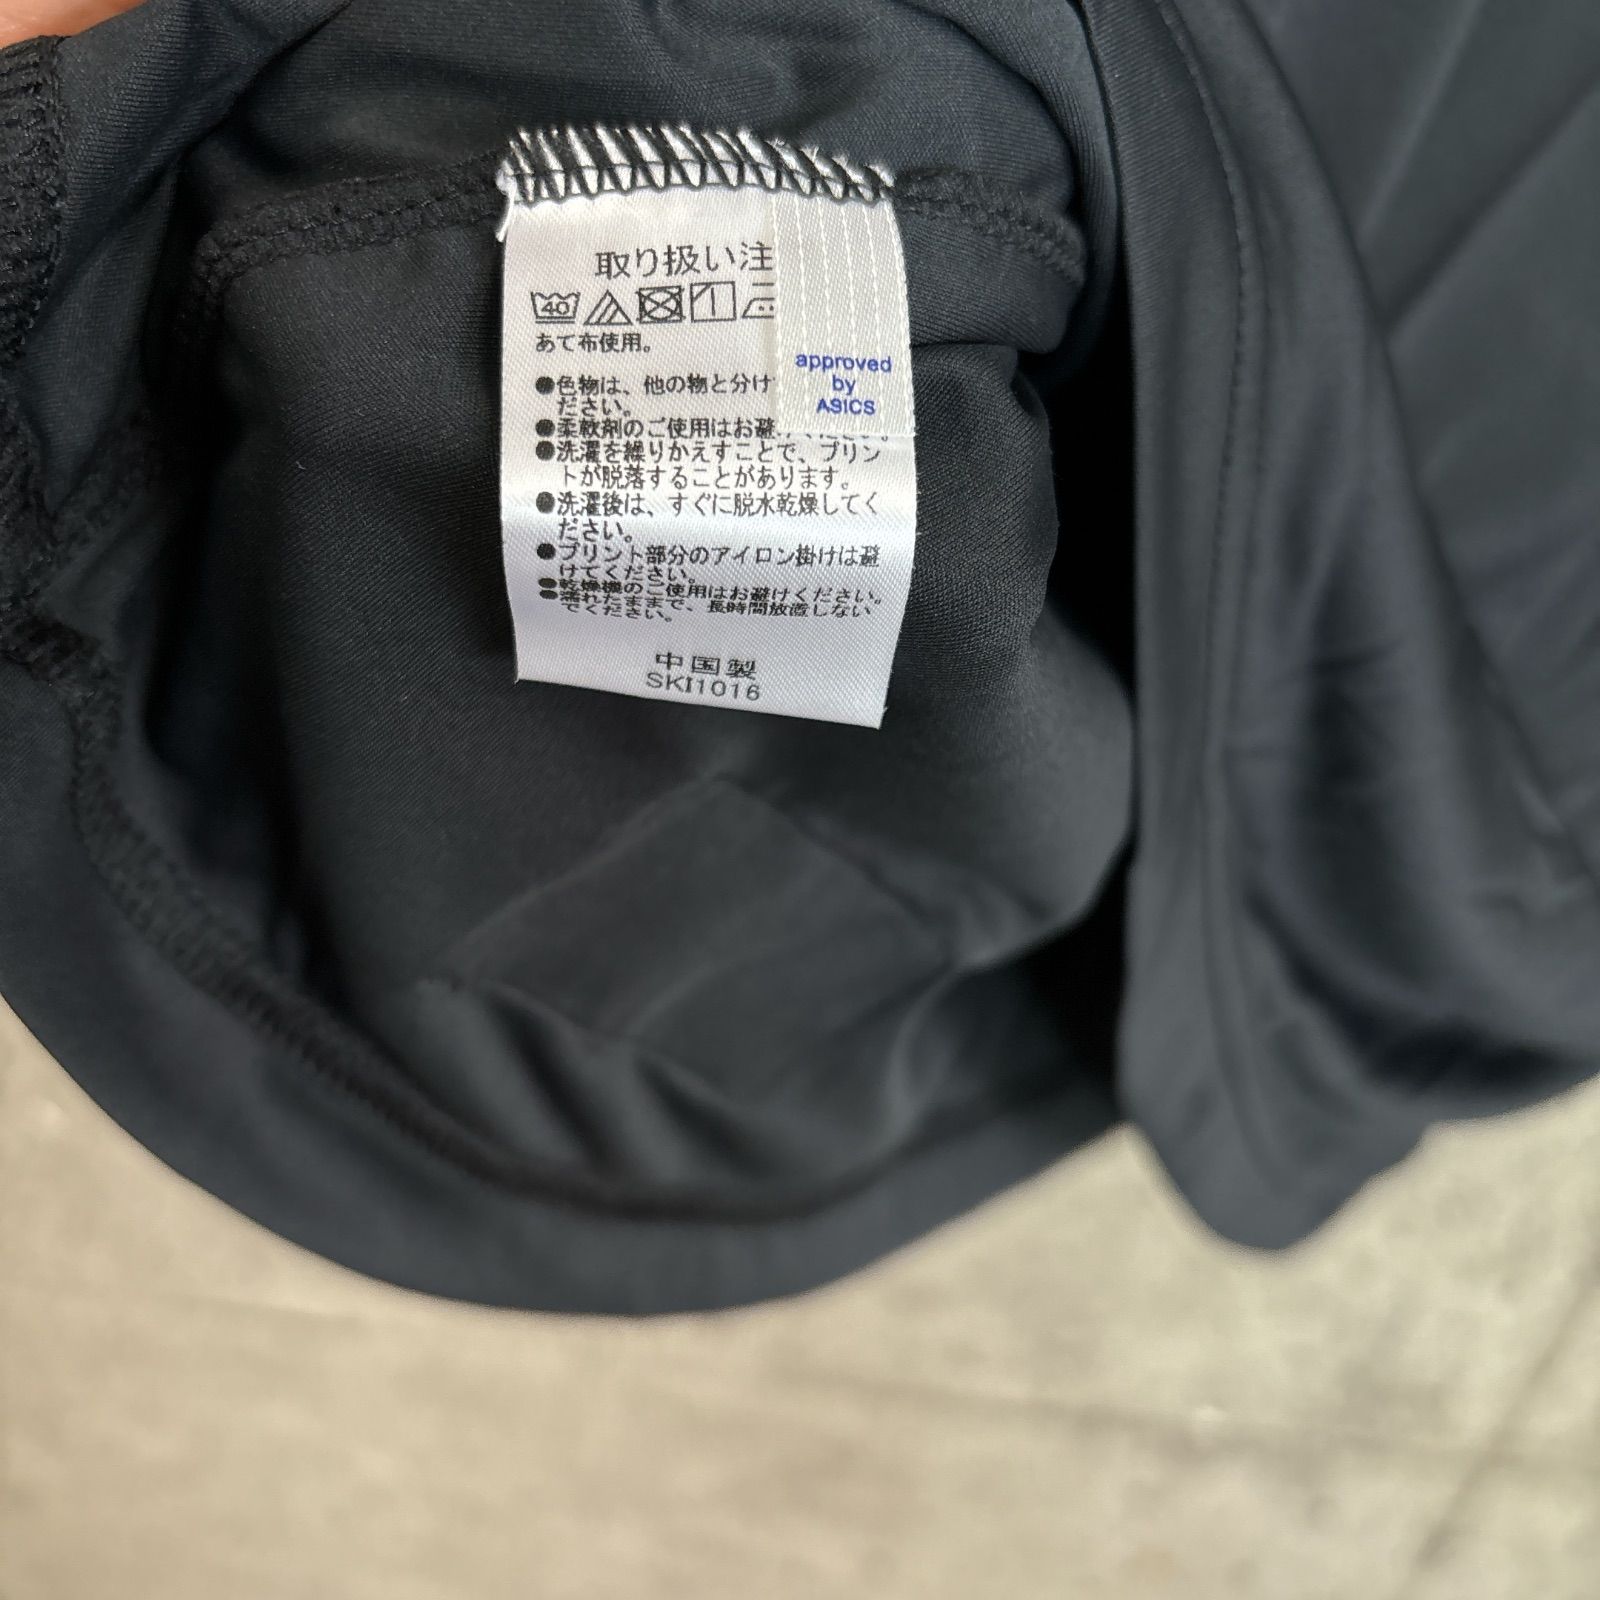 取り扱い注
40
あて布使用。
approved
by
ASICS
●色物は、他の物と分け
ださい。
●柔軟剤のご使用はお避けください。
●洗濯を繰りかえすことで、プリン
トが脱落することがあります。
●洗濯後は、すぐに脱水乾燥してく
ださい。
●プリント部分のアイロン掛けは避
けてください。
●乾燥機のご使用はお避けください。
●濡れたままで、長時間放置しない
でください。
中国製
SKI1016